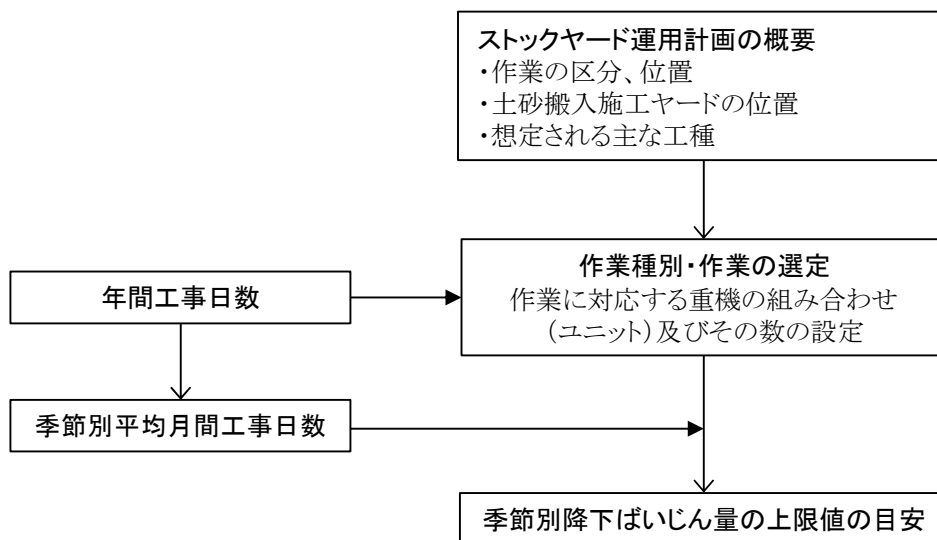 ストックヤード運用計画の概要
・作業の区分、位置
・土砂搬入施工ヤードの位置
・想定される主な工種
作業種別・作業の選定
作業に対応する重機の組み合わせ
(ユニット)及びその数の設定
年間工事日数
季節別平均月間工事日数
季節別降下ばいじん量の上限値の目安